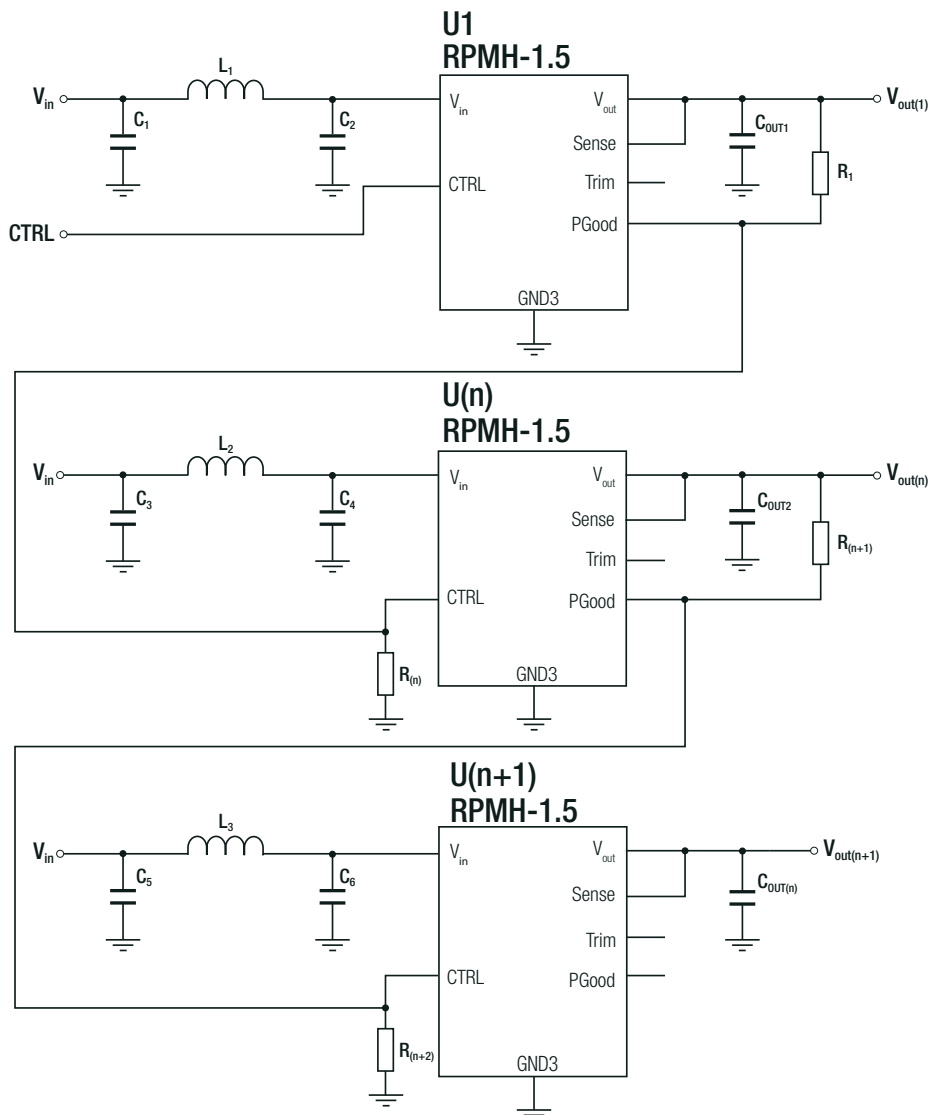 U1
RPMH-1.5
L₁
Vin
C₁
C₂
Vin
Vout
Sense
CTRL
Trim
PGood
GND3
COUT1
R₁
Vout(1)
CTRL
U(n)
RPMH-1.5
L₂
Vin
C₃
C₄
Vin
Vout
Sense
Trim
CTRL
PGood
GND3
COUT2
R(n+1)
Vout(n)
R(n)
U(n+1)
RPMH-1.5
L₃
Vin
C₅
C₆
Vin
Vout
Sense
Trim
CTRL
PGood
GND3
COUT(n)
Vout(n+1)
R(n+2)